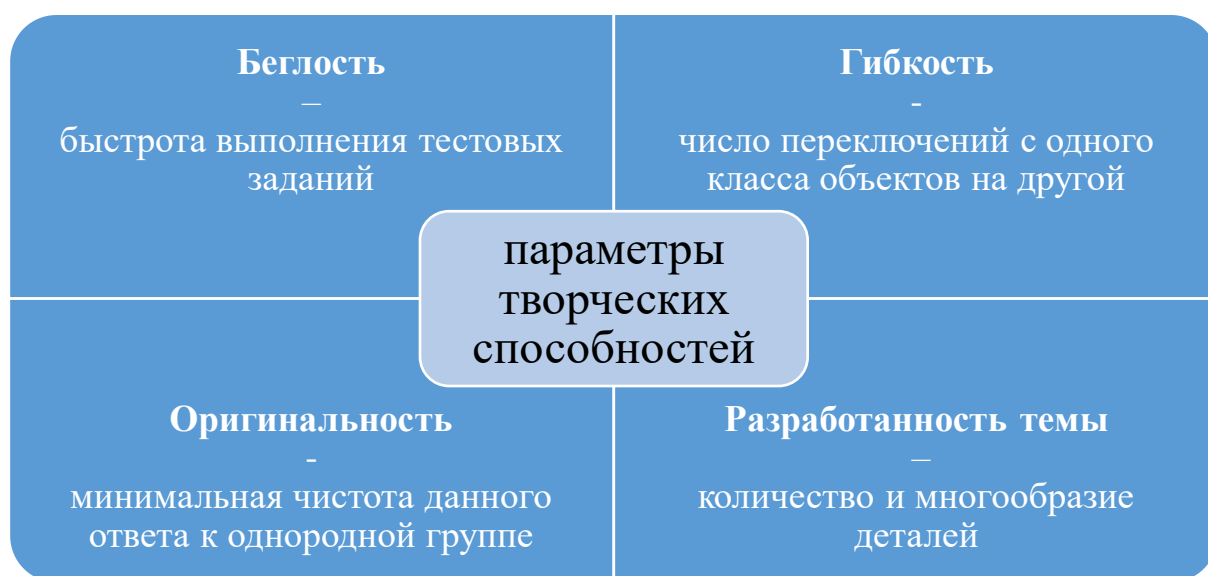 Беглость
–
быстрота выполнения тестовых
заданий
Гибкость
-
число переключений с одного
класса объектов на другой
параметры
творческих
способностей
Оригинальность
-
минимальная чистота данного
ответа к однородной группе
Разработанность темы
–
количество и многообразие
деталей